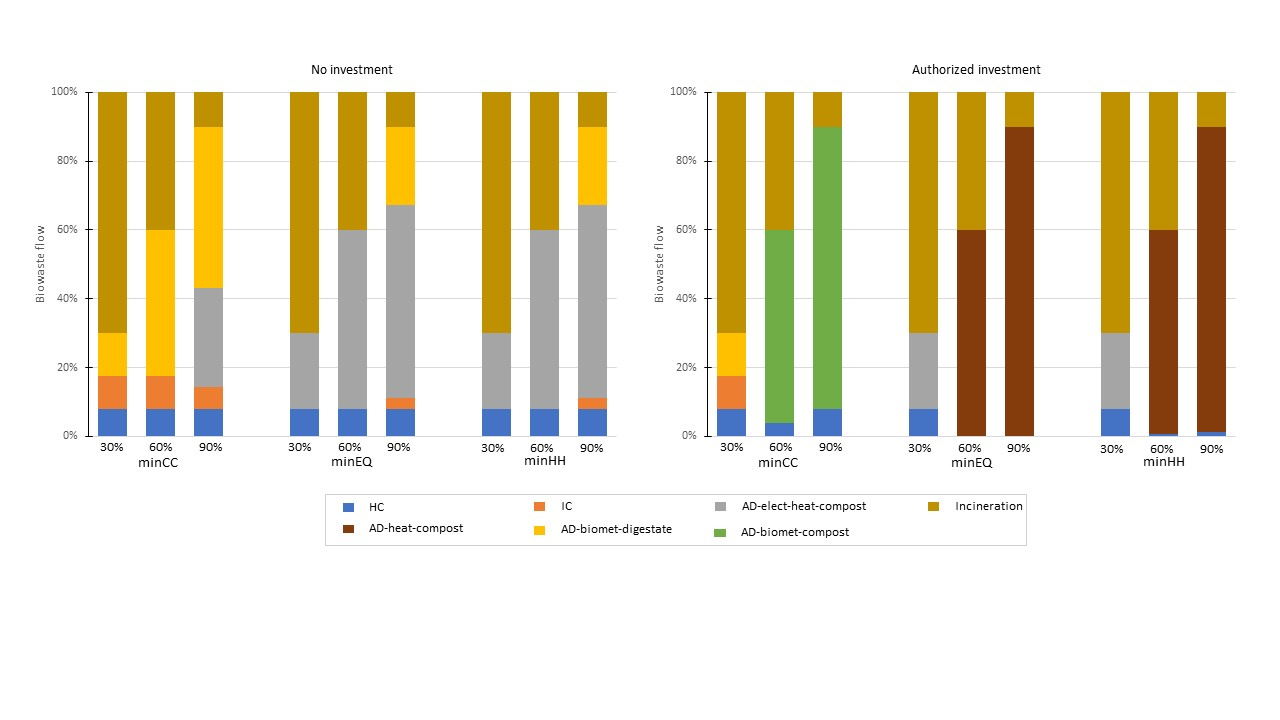 No investment
100%
80%
60%
40%
20%
0%
Biowaste flow
30% 60% 90%
minCC
30% 60% 90%
minEQ
30% 60% 90%
minHH
Authorized investment
100%
80%
60%
40%
20%
0%
Biowaste flow
30% 60% 90%
minCC
30% 60% 90%
minEQ
30% 60% 90%
minHH
HC IC AD-elect-heat-compost Incineration
AD-heat-compost AD-biomet-digestate AD-biomet-compost